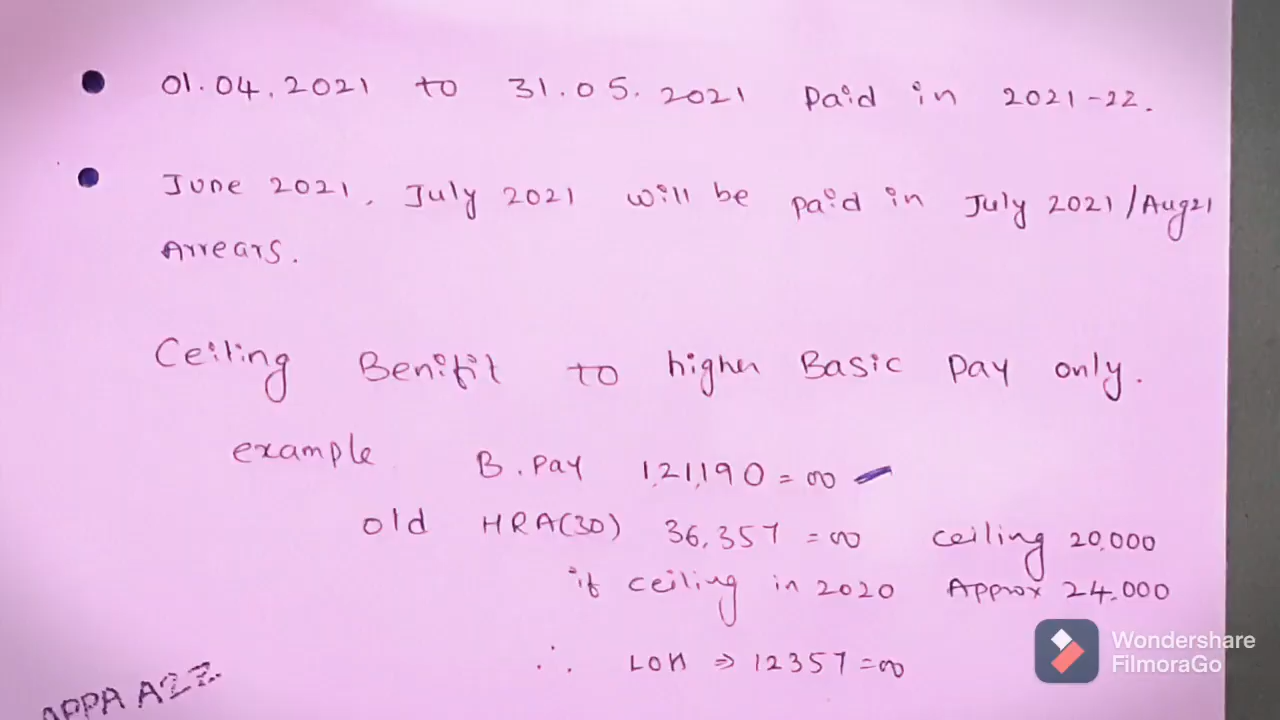 01.04.2021 to 31.05.2021 Paid in 2021-22.
June 2021, July 2021 will be paid in July 2021/Aug21
Arrears.
Ceiling Benifit to higher Basic Pay only.
example B.Pay 1,21,190=00
old HRA(30) 36,357=00 ceiling 20,000
if ceiling in 2020 Approx 24,000
∴ LON ⇒ 12357=00
APPA A22
Wondershare
FilmoraGo